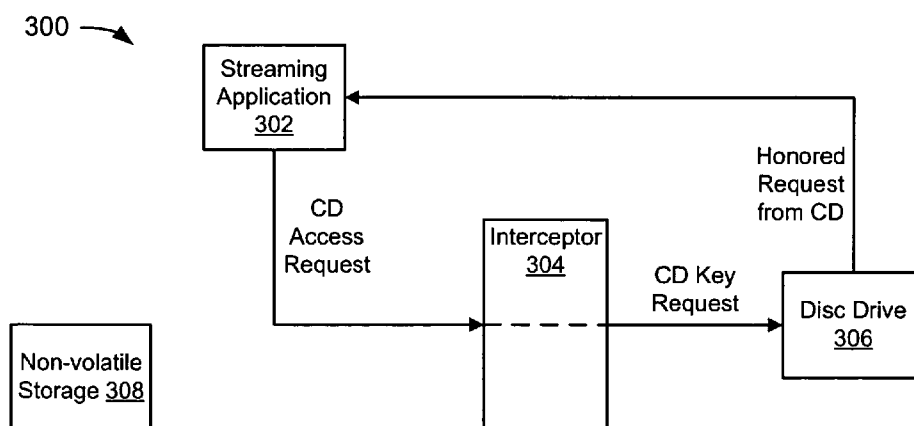 300
Streaming
Application
302
CD
Access
Request
Interceptor
304
CD Key
Request
Honored
Request
from CD
Disc Drive
306
Non-volatile
Storage 308